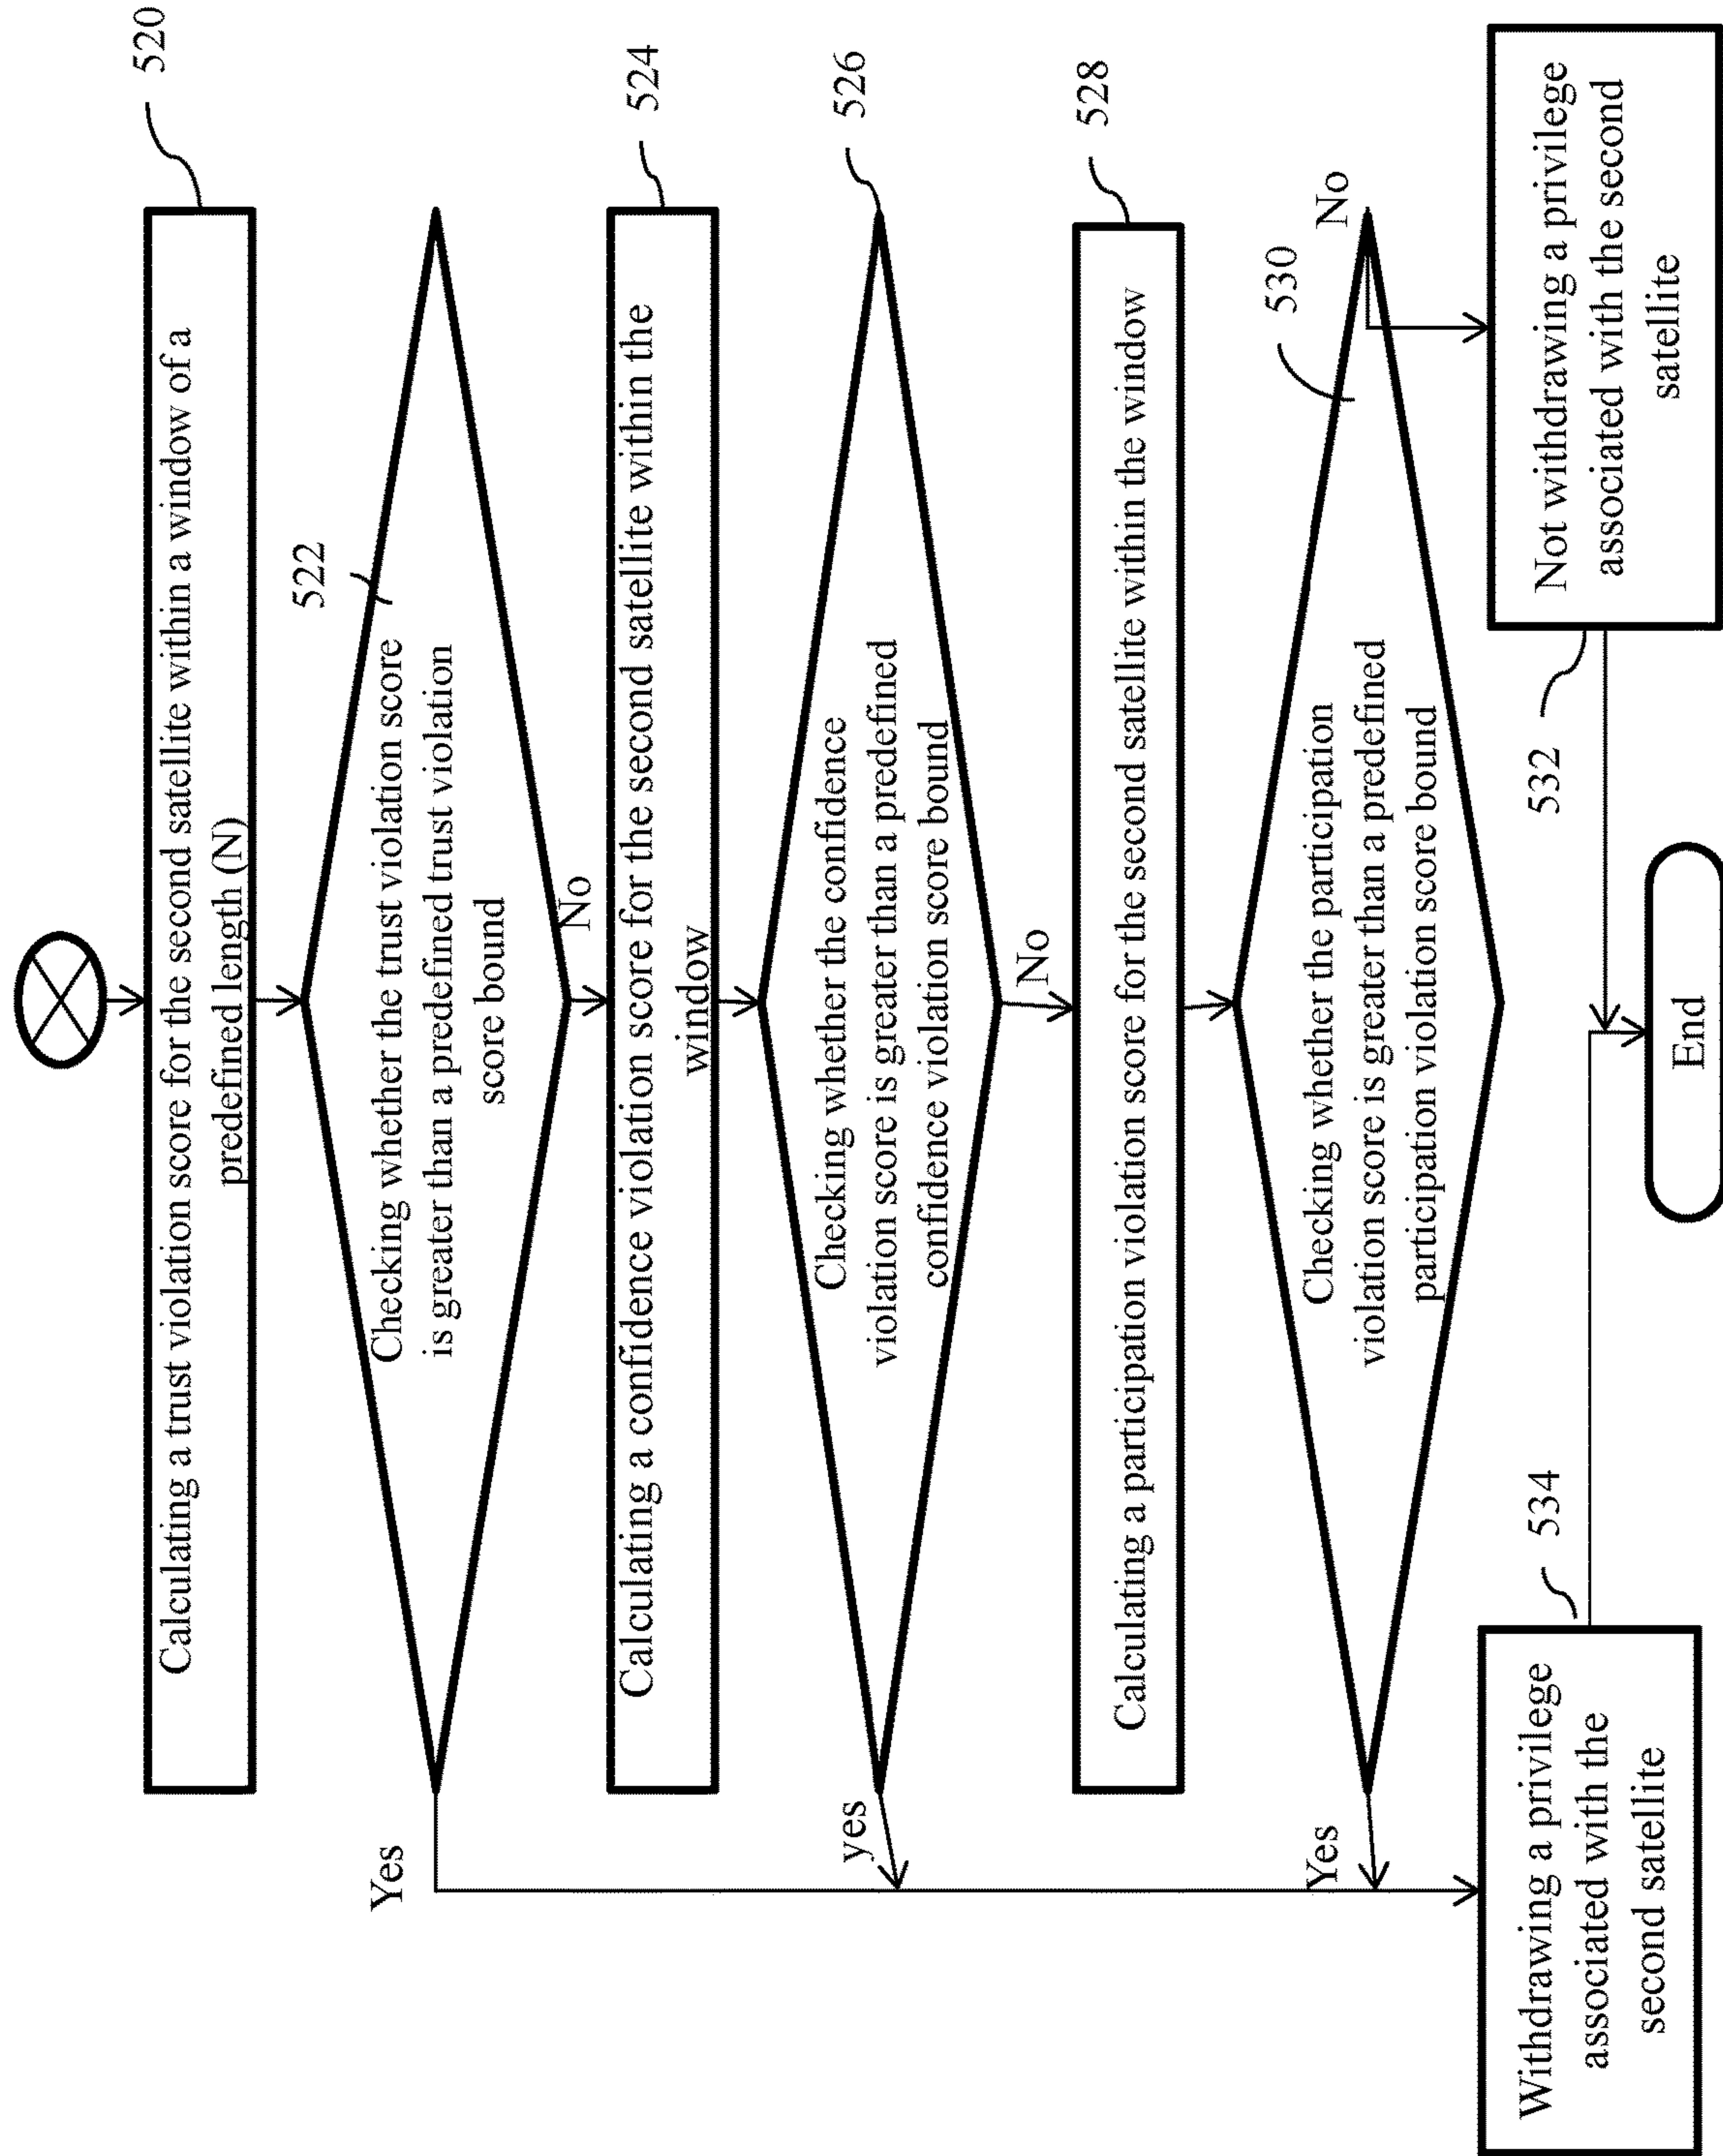 Calculating a trust violation score for the second satellite within a window of a
predefined length (N)
520
Checking whether the trust violation score
is greater than a predefined trust violation
score bound
522
Yes
No
Calculating a confidence violation score for the second satellite within the
window
524
Checking whether the confidence
violation score is greater than a predefined
confidence violation score bound
526
yes
No
Calculating a participation violation score for the second satellite within the window
528
Checking whether the participation
violation score is greater than a predefined
participation violation score bound
530
Yes
No
Withdrawing a privilege
associated with the
second satellite
534
Not withdrawing a privilege
associated with the second
satellite
532
End